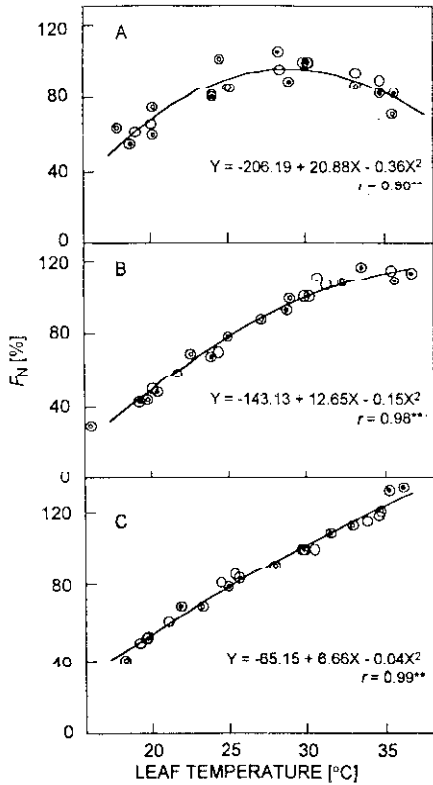 A
120
80
40
0
Y = -206.19 + 20.88X - 0.36X²
r = 0.90**
B
120
80
40
0
Y = -143.13 + 12.65X - 0.15X²
r = 0.98**
F_N [%]
C
120
80
40
0
Y = -65.15 + 6.66X - 0.04X²
r = 0.99**
20 25 30 35
LEAF TEMPERATURE [°C]